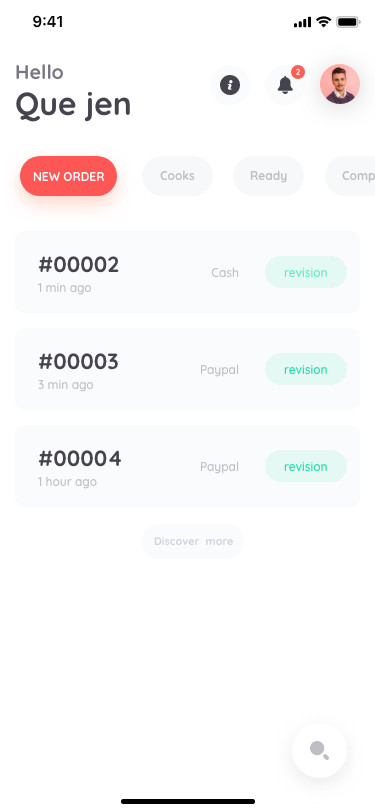 9:41
Hello
Que jen
2
NEW ORDER
Cooks
Ready
Comp
#00002
1 min ago
Cash
revision
#00003
3 min ago
Paypal
revision
#00004
1 hour ago
Paypal
revision
Discover more